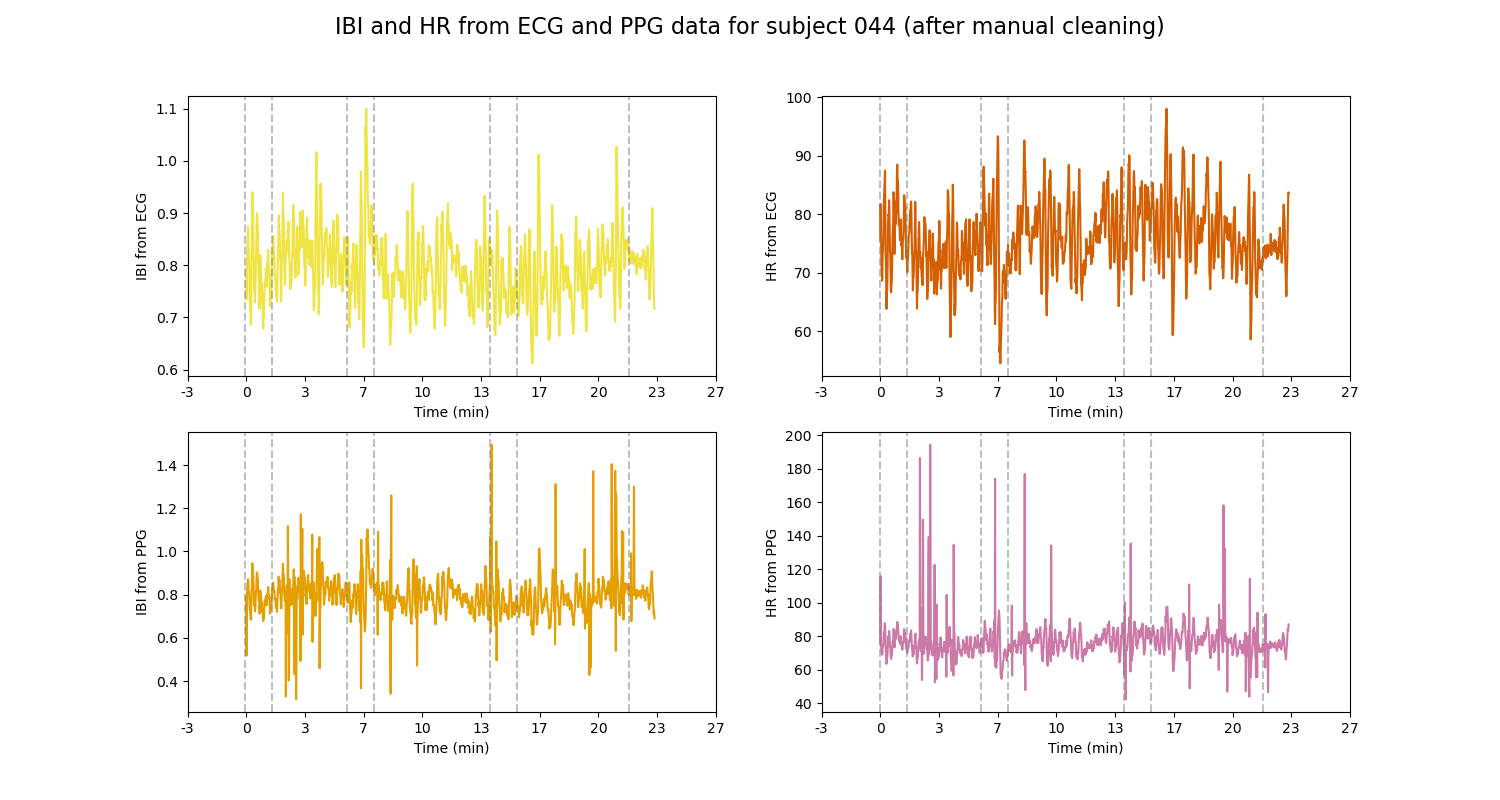 IBI and HR from ECG and PPG data for subject 044 (after manual cleaning)
IBI from ECG
1.1
1.0
0.9
0.8
0.7
0.6
-3 0 3 7 10 13 17 20 23 27
Time (min)
HR from ECG
100
90
80
70
60
-3 0 3 7 10 13 17 20 23 27
Time (min)
IBI from PPG
1.4
1.2
1.0
0.8
0.6
0.4
-3 0 3 7 10 13 17 20 23 27
Time (min)
HR from PPG
200
180
160
140
120
100
80
60
40
-3 0 3 7 10 13 17 20 23 27
Time (min)